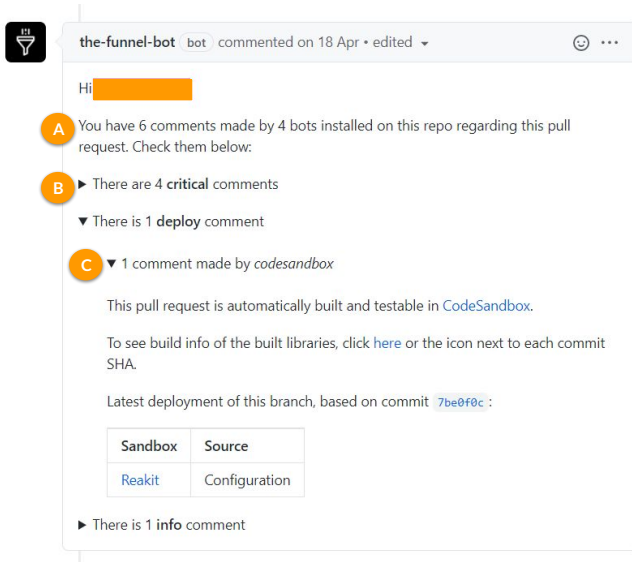 the-funnel-bot bot commented on 18 Apr • edited
Hi
A
You have 6 comments made by 4 bots installed on this repo regarding this pull
request. Check them below:
B
There are 4 critical comments
There is 1 deploy comment
C
1 comment made by codesandbox
This pull request is automatically built and testable in CodeSandbox.
To see build info of the built libraries, click here or the icon next to each commit
SHA.
Latest deployment of this branch, based on commit 7be0f0c :
Sandbox Source
Reakit Configuration
There is 1 info comment